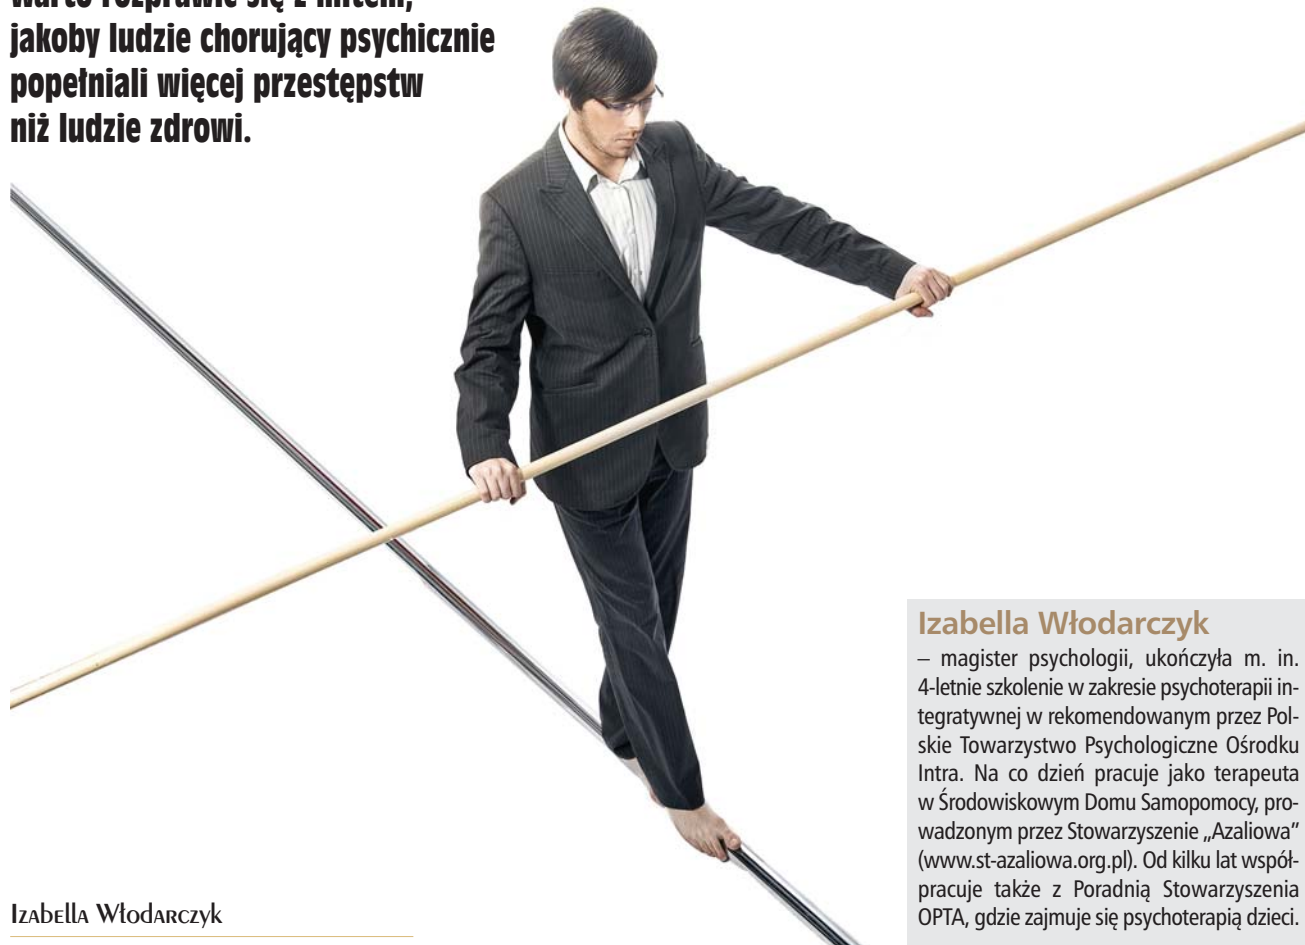 warto rozprawić się z mitem,
jakoby ludzie chorujący psychicznie
popełniali więcej przestępstw
niż ludzie zdrowi.
Izabella Włodarczyk
Izabella Włodarczyk
– magister psychologii, ukończyła m. in.
4-letnie szkolenie w zakresie psychoterapii in-
tegratywnej w rekomendowanym przez Pol-
skie Towarzystwo Psychologiczne Ośrodku
Intra. Na co dzień pracuje jako terapeuta
w Środowiskowym Domu Samopomocy, pro-
wadzonym przez Stowarzyszenie „Azaliowa”
(www.st-azaliowa.org.pl). Od kilku lat współ-
pracuje także z Poradnią Stowarzyszenia
OPTA, gdzie zajmuje się psychoterapią dzieci.